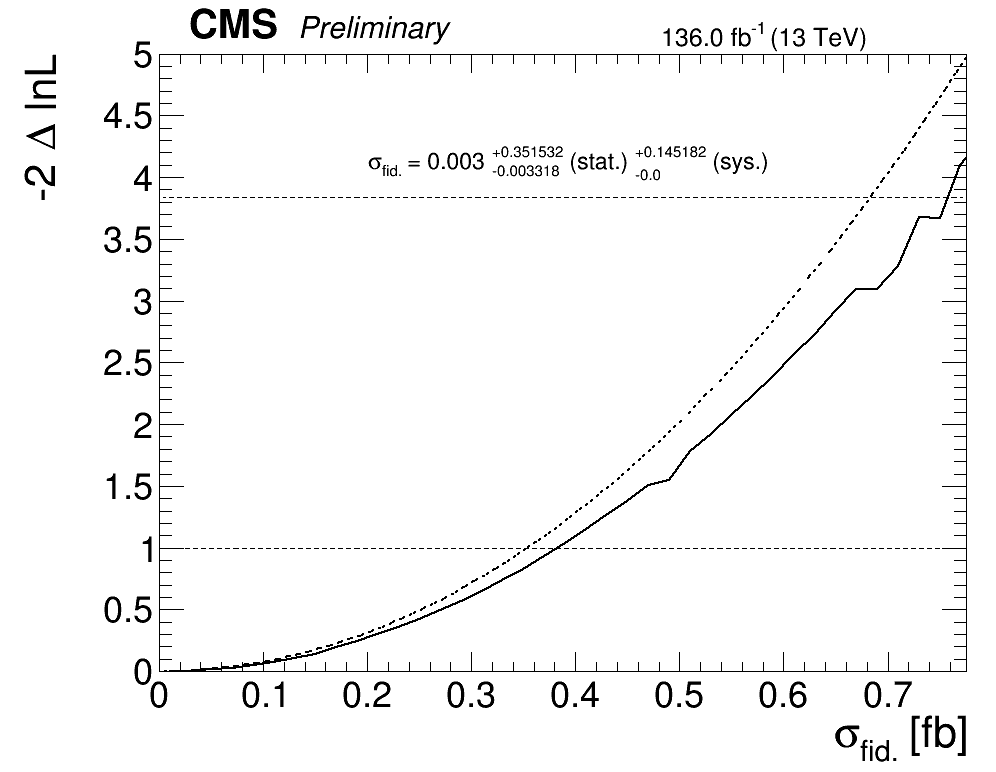 CMS Preliminary
136.0 fb⁻¹ (13 TeV)
-2 Δ lnL
5
4.5
4
3.5
3
2.5
2
1.5
1
0.5
0
σfid. = 0.003 +0.351532 -0.003318 (stat.) +0.145182 -0.0 (sys.)
0 0.1 0.2 0.3 0.4 0.5 0.6 0.7
σfid. [fb]